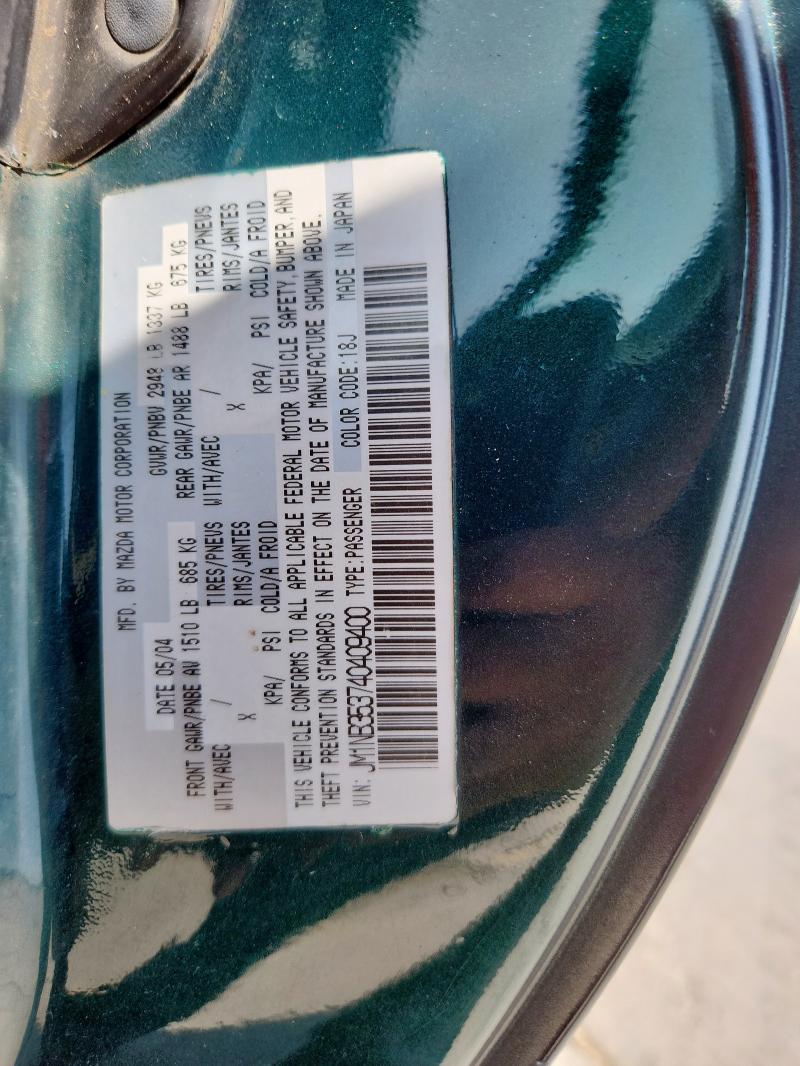 MFD. BY MAZDA MOTOR CORPORATION
DATE 05/04 GVWR/PNBV 2948 LB 1337 KG
FRONT GAWR/PNBE AV 1510 LB 685 KG REAR GAWR/PNBE AR 1488 LB 675 KG
WITH/AVEC / TIRES/PNEUS WITH/AVEC / TIRES/PNEUS
X RIMS/JANTES X RIMS/JANTES
KPA/ PSI COLD/A FROID KPA/ PSI COLD/A FROID
THIS VEHICLE CONFORMS TO ALL APPLICABLE FEDERAL MOTOR VEHICLE SAFETY, BUMPER, AND
THEFT PREVENTION STANDARDS IN EFFECT ON THE DATE OF MANUFACTURE SHOWN ABOVE.
VIN: JM1NB353740409400 TYPE:PASSENGER COLOR CODE:18J MADE IN JAPAN